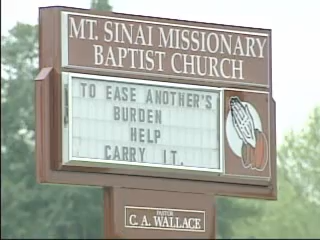 MT. SINAI MISSIONARY
BAPTIST CHURCH
TO EASE ANOTHER'S
BURDEN
HELP
CARRY IT.
PASTOR
C. A. WALLACE